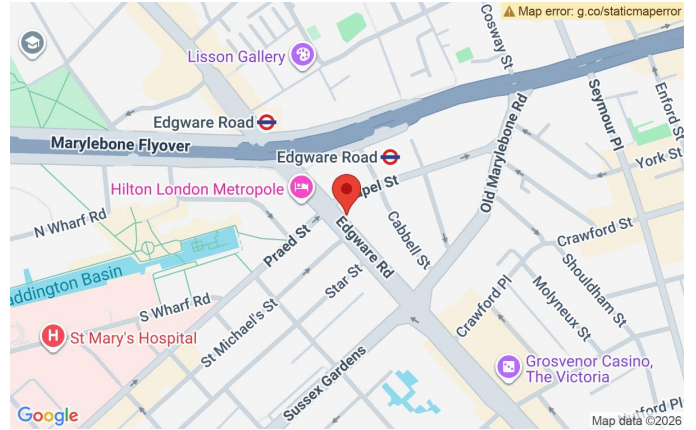 Map error: g.co/staticmaperror
Lisson Gallery
Cosway St
Edgware Road
Marylebone Flyover
Edgware Road
Seymour Pl
Enford St
York St
Old Marylebone Rd
Hilton London Metropole
apel St
N Wharf Rd
Praed St
Edgware Rd
Cabbell St
Crawford St
addington Basin
Star St
Shouldham St
S Wharf Rd
Crawford Pl
Molyneux St
H
St Mary's Hospital
St Michael's St
Sussex Gardens
Grosvenor Casino,
The Victoria
Google
Map data ©2026